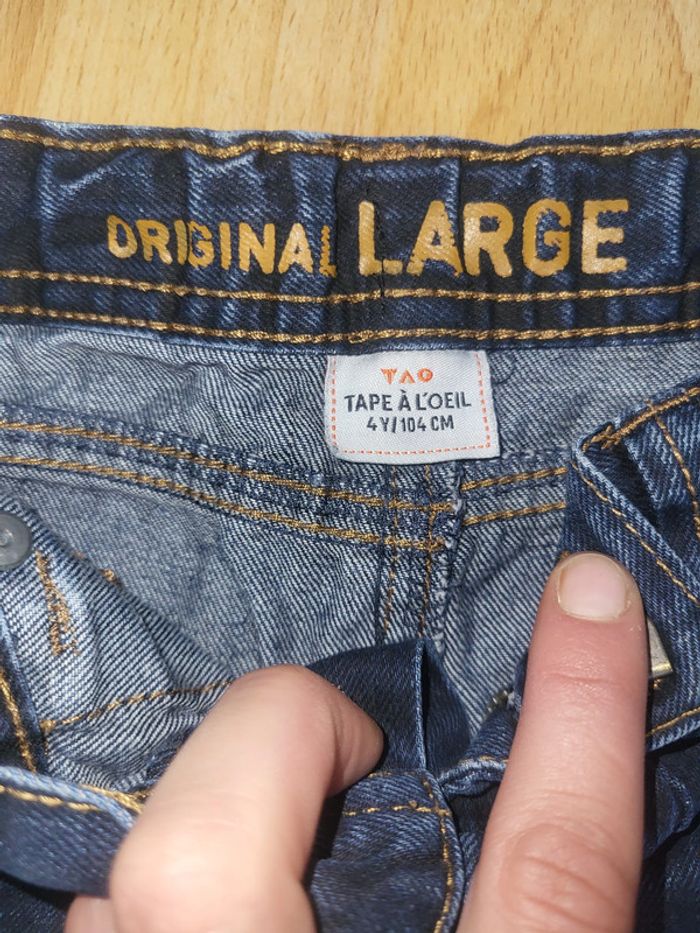 ORIGINAL LARGE
TAO
TAPE À L'OEIL
4Y/104 CM